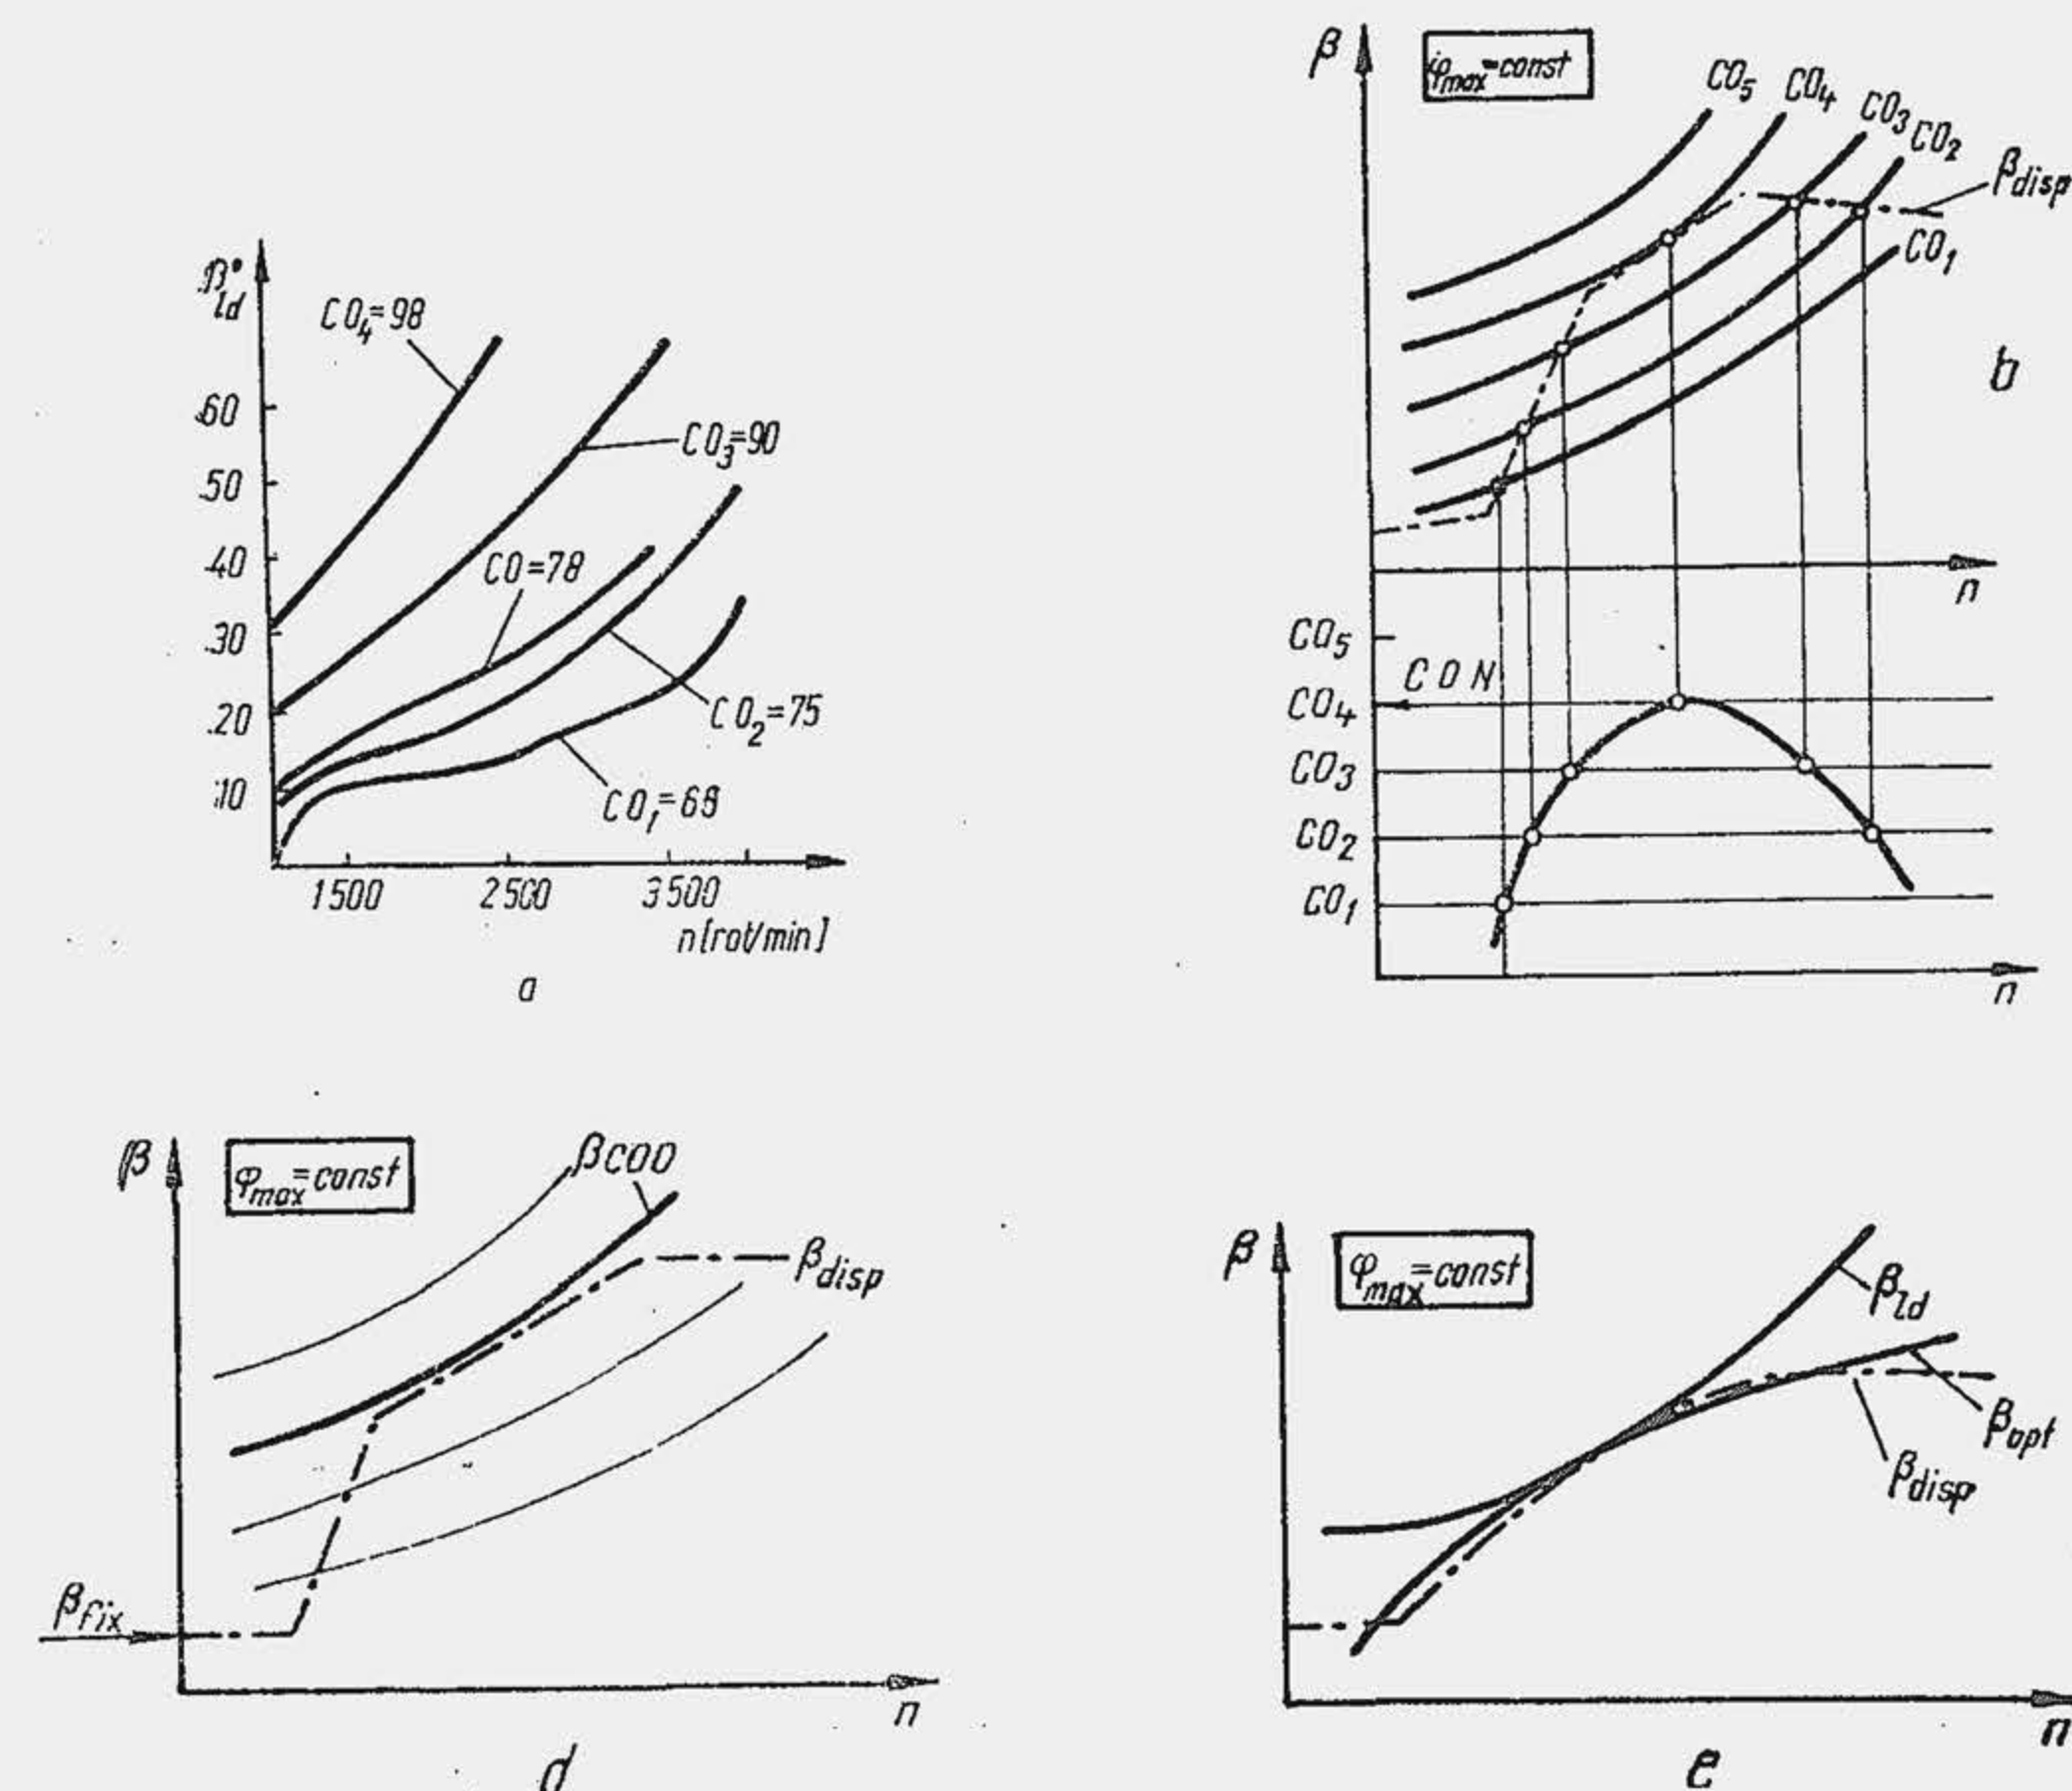 β°ld
CO4=98
CO3=90
CO=78
CO2=75
CO1=69
.60
.50
.40
.30
.20
.10
1500 2500 3500
n[rot/min]
a
β
φmax=const
CO5 CO4 CO3 CO2
βdisp
CO1
b
n
CO5
CON
CO4
CO3
CO2
CO1
n
β
φmax=const
βCOO
βdisp
βfix
n
d
β
φmax=const
βld
βopt
βdisp
n
e